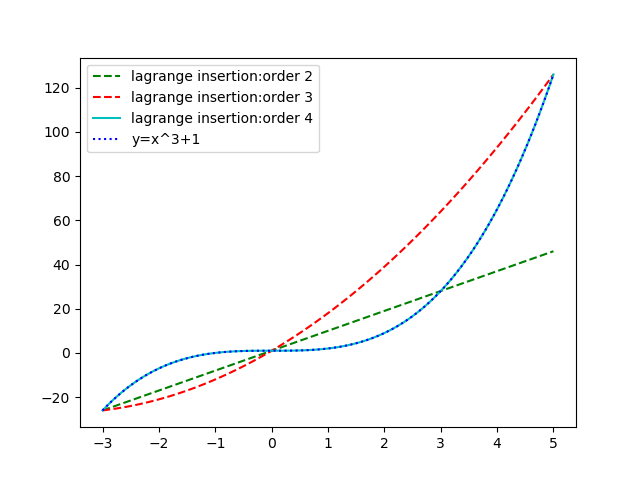 lagrange insertion:order 2
lagrange insertion:order 3
lagrange insertion:order 4
y=x^3+1
120
100
80
60
40
20
0
−20
−3 −2 −1 0 1 2 3 4 5